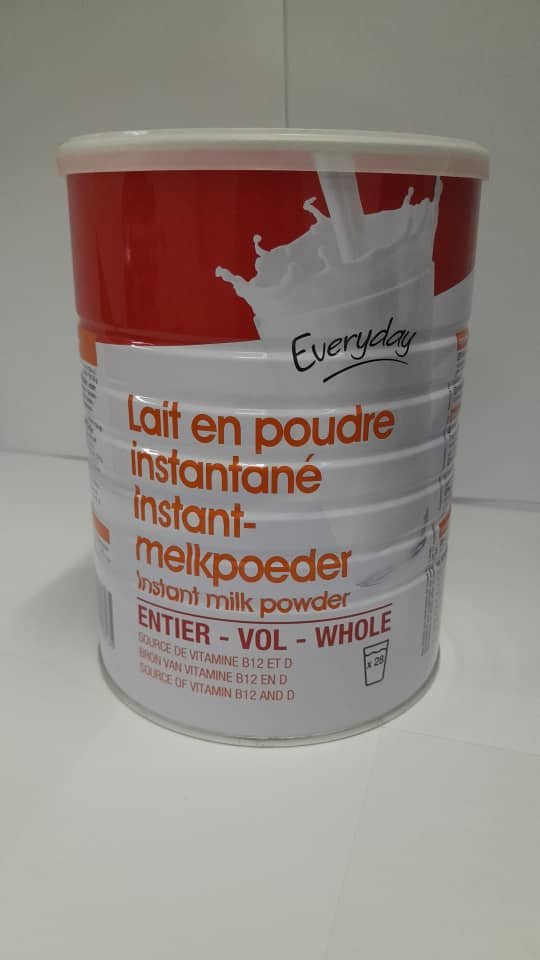 Everyday
Lait en poudre
instantané
instant-
melkpoeder
instant milk powder
ENTIER - VOL - WHOLE
SOURCE DE VITAMINE B12 ET D
BRON VAN VITAMINE B12 EN D
SOURCE OF VITAMIN B12 AND D
x 28